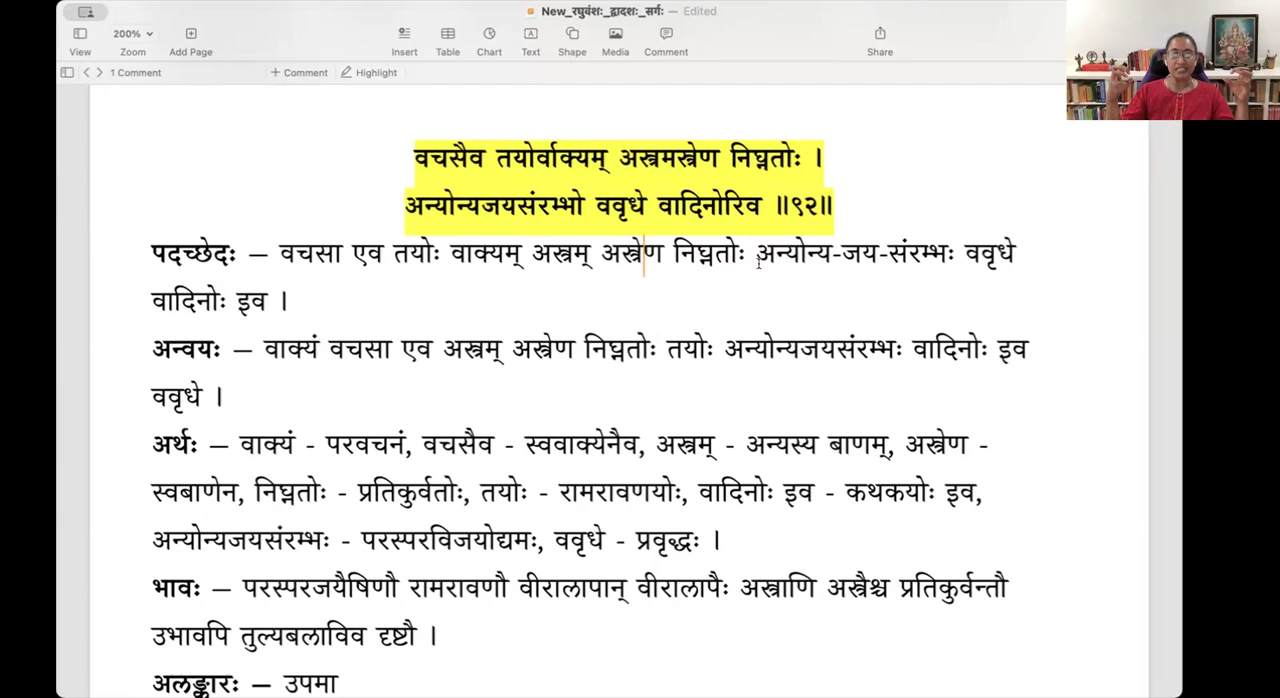 New_रघुवंशः_द्वादशः_सर्गः — Edited
200%
View Zoom Add Page Insert Table Chart Text Shape Media Comment Share
1 Comment + Comment Highlight
वचसैव तयोर्वाक्यम् अस्त्रमस्त्रेण निघ्नतोः ।
अन्योन्यजयसंरम्भो ववृधे वादिनोरिव ॥९२॥
पदच्छेदः – वचसा एव तयोः वाक्यम् अस्त्रम् अस्त्रेण निघ्नतोः अन्योन्य-जय-संरम्भः ववृधे
वादिनोः इव ।
अन्वयः – वाक्यं वचसा एव अस्त्रम् अस्त्रेण निघ्नतोः तयोः अन्योन्यजयसंरम्भः वादिनोः इव
ववृधे ।
अर्थः – वाक्यं - परवचनं, वचसैव - स्ववाक्येनैव, अस्त्रम् - अन्यस्य बाणम्, अस्त्रेण -
स्वबाणेन, निघ्नतोः - प्रतिकुर्वतोः, तयोः - रामरावणयोः, वादिनोः इव - कथकयोः इव,
अन्योन्यजयसंरम्भः - परस्परविजयोद्यमः, ववृधे - प्रवृद्धः ।
भावः – परस्परजयैषिणौ रामरावणौ वीरालापान् वीरालापैः अस्त्राणि अस्त्रैश्च प्रतिकुर्वन्तौ
उभावपि तुल्यबलाविव दृष्टौ ।
अलङ्कारः – उपमा